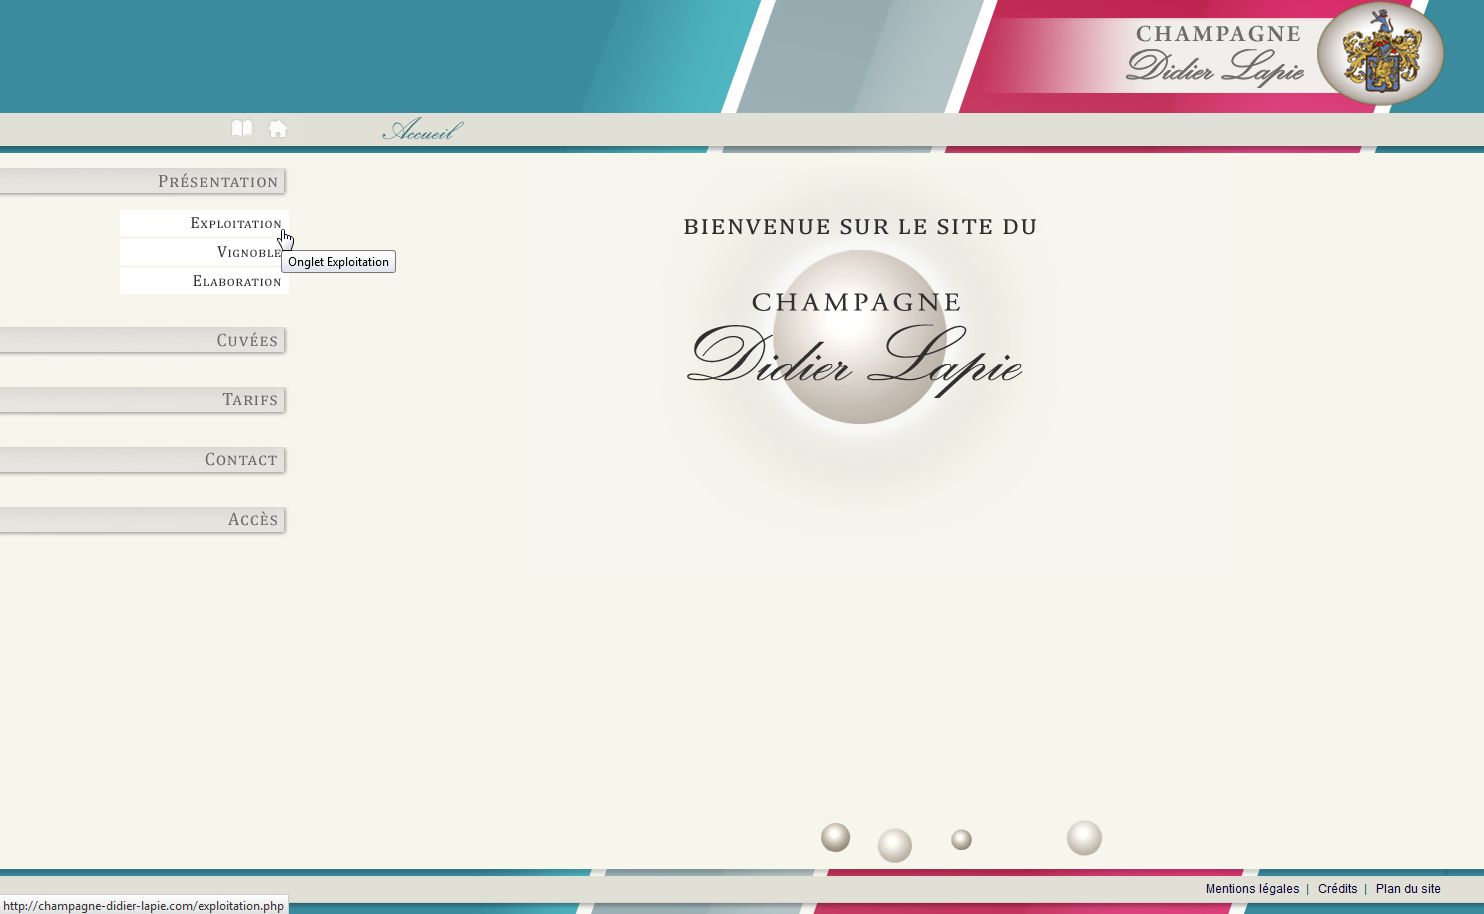 CHAMPAGNE
Didier Lapie
Accueil
PRÉSENTATION
EXPLOITATION
VIGNOBLE
ELABORATION
Onglet Exploitation
CUVÉES
TARIFS
CONTACT
ACCÈS
BIENVENUE SUR LE SITE DU
CHAMPAGNE
Didier Lapie
Mentions légales | Crédits | Plan du site
http://champagne-didier-lapie.com/exploitation.php